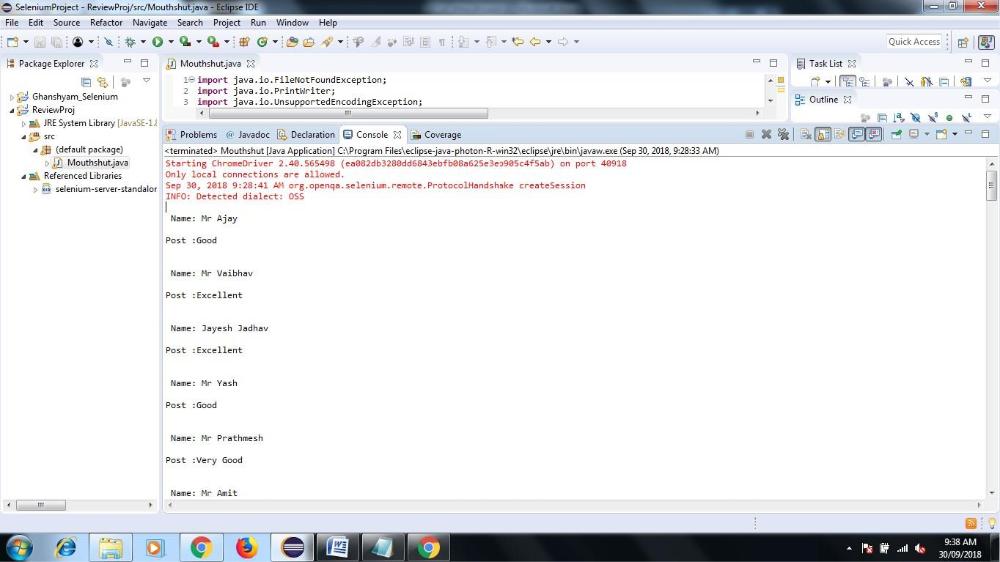 SeleniumProject - ReviewProj/src/Mouthshut.java - Eclipse IDE
File Edit Source Refactor Navigate Search Project Run Window Help
Quick Access
Package Explorer
Ghanshyam_Selenium
ReviewProj
JRE System Library [JavaSE-1.8
src
(default package)
Mouthshut.java
Referenced Libraries
selenium-server-standalor
Mouthshut.java
1 import java.io.FileNotFoundException;
2 import java.io.PrintWriter;
3 import java.io.UnsupportedEncodingException;
Task List
Outline
Problems @ Javadoc Declaration Console Coverage
<terminated> Mouthshut [Java Application] C:\Program Files\eclipse-java-photon-R-win32\eclipse\jre\bin\javaw.exe (Sep 30, 2018, 9:28:33 AM)
Starting ChromeDriver 2.40.565498 (ea082db3280dd6843ebfb08a625e3eb905c4f5ab) on port 40918
Only local connections are allowed.
Sep 30, 2018 9:28:41 AM org.openqa.selenium.remote.ProtocolHandshake createSession
INFO: Detected dialect: OSS
Name: Mr Ajay
Post :Good
Name: Mr Vaibhav
Post :Excellent
Name: Jayesh Jadhav
Post :Excellent
Name: Mr Yash
Post :Good
Name: Mr Prathmesh
Post :Very Good
Name: Mr Amit
9:38 AM
30/09/2018